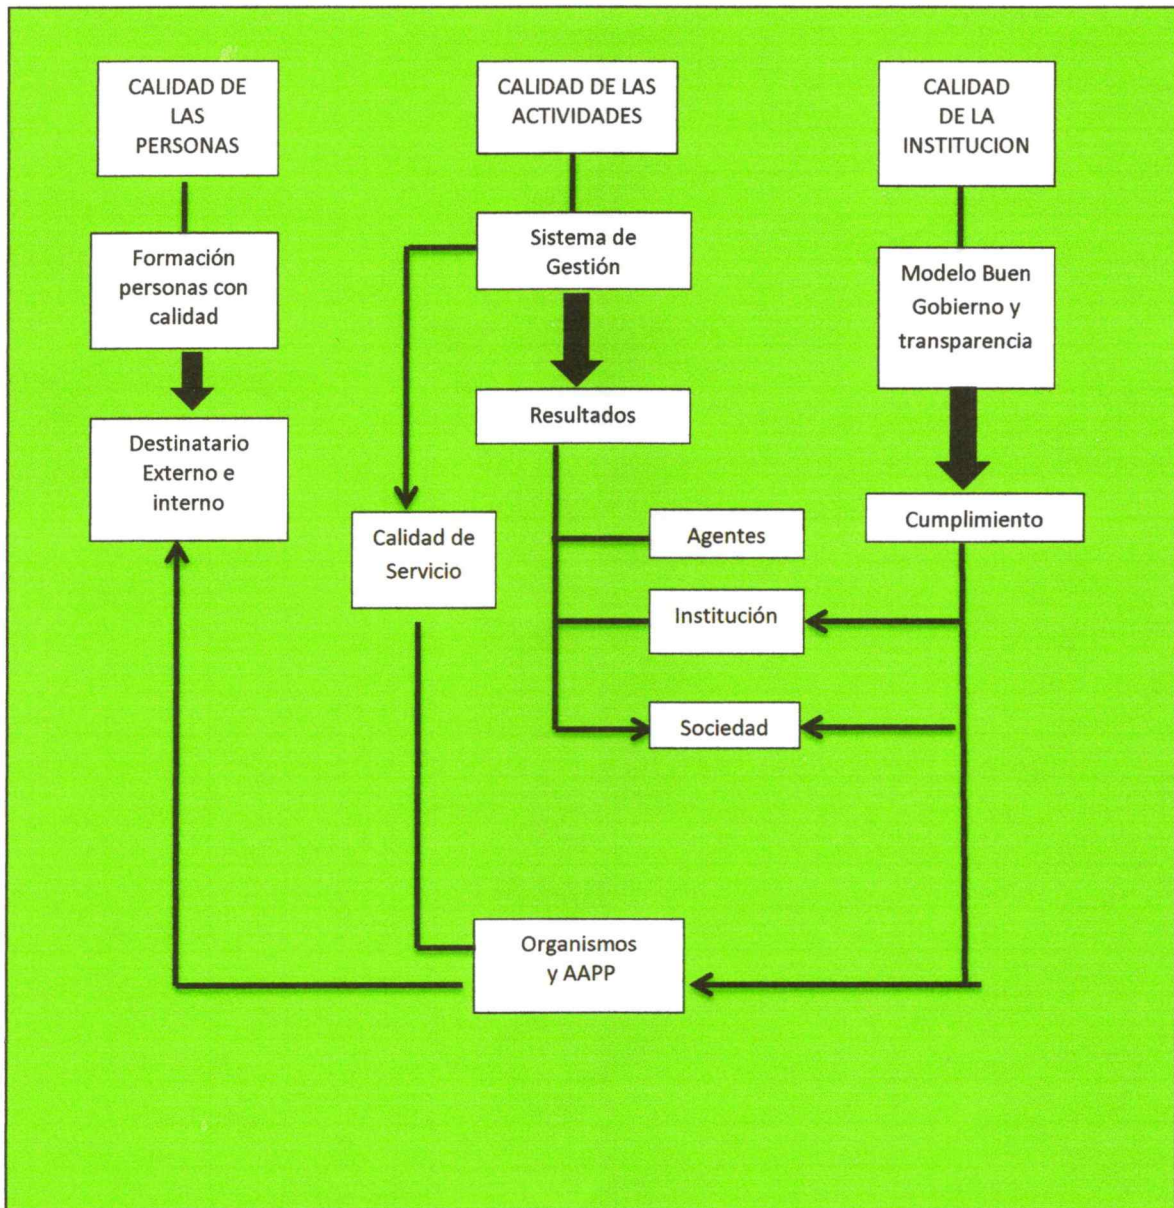 CALIDAD DE
LAS
PERSONAS
CALIDAD DE LAS
ACTIVIDADES
CALIDAD
DE LA
INSTITUCION
Formación
personas con
calidad
Sistema de
Gestión
Modelo Buen
Gobierno y
transparencia
Destinatario
Externo e
interno
Resultados
Calidad de
Servicio
Agentes
Cumplimiento
Institución
Sociedad
Organismos
y AAPP